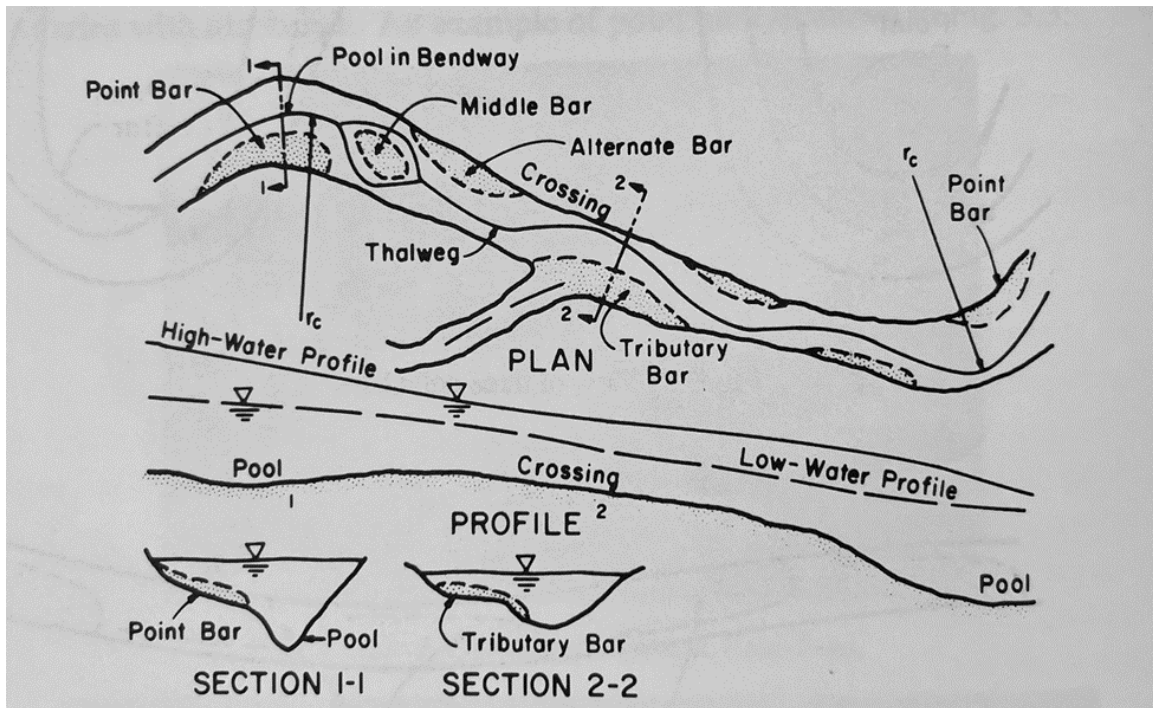 1
Pool in Bendway
Point Bar
Middle Bar
Alternate Bar
Crossing
2
rc
Point
Bar
1
Thalweg
rc
2
PLAN
Tributary
Bar
High-Water Profile
Low-Water Profile
Pool
Crossing
1
PROFILE
2
Pool
Point Bar
Pool
Tributary Bar
SECTION 1-1
SECTION 2-2